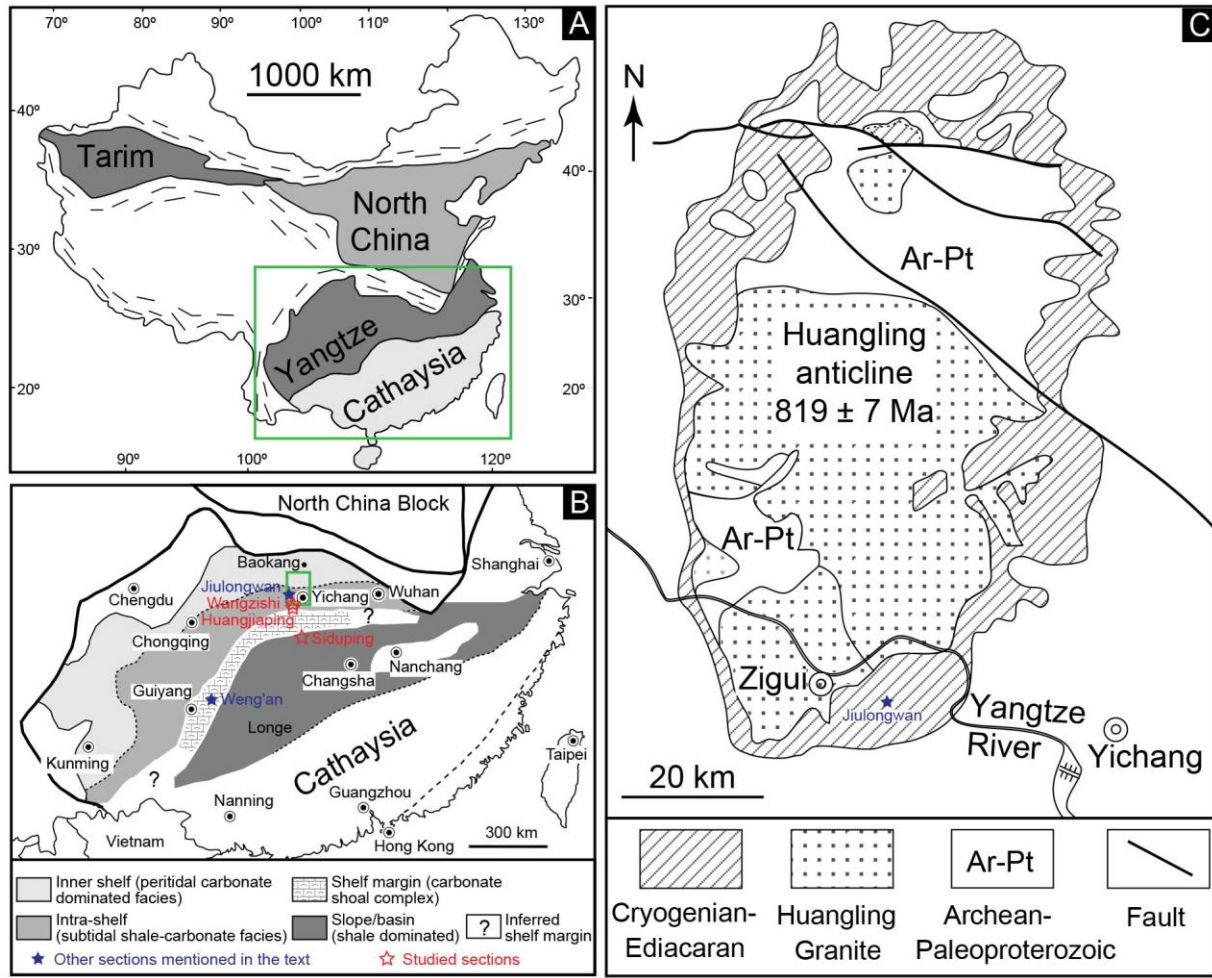 A
70º
80º
90º
100º
110º
120º
130º
1000 km
40º
40º
Tarim
North
China
30º
30º
Yangtze
Cathaysia
20º
20º
90º
100º
120º
B
North China Block
Baokang
Shanghai
Jiulongwan
Chengdu
Wangzishi
Yichang
Wuhan
Huangjiaping
?
Chongqing
Siduping
Nanchang
Changsha
Guiyang
Weng'an
Longe
Cathaysia
Taipei
Kunming
?
Guangzhou
Nanning
Vietnam
300 km
Hong Kong
Inner shelf (peritidal carbonate
dominated facies)
Shelf margin (carbonate
shoal complex)
Intra-shelf
(subtidal shale-carbonate facies)
Slope/basin
(shale dominated)
?
Inferred
shelf margin
Other sections mentioned in the text
Studied sections
C
N
Ar-Pt
Huangling
anticline
819 ± 7 Ma
Ar-Pt
Zigui
Jiulongwan
Yangtze
River
Yichang
20 km
Ar-Pt
Cryogenian-
Ediacaran
Huangling
Granite
Archean-
Paleoproterozoic
Fault